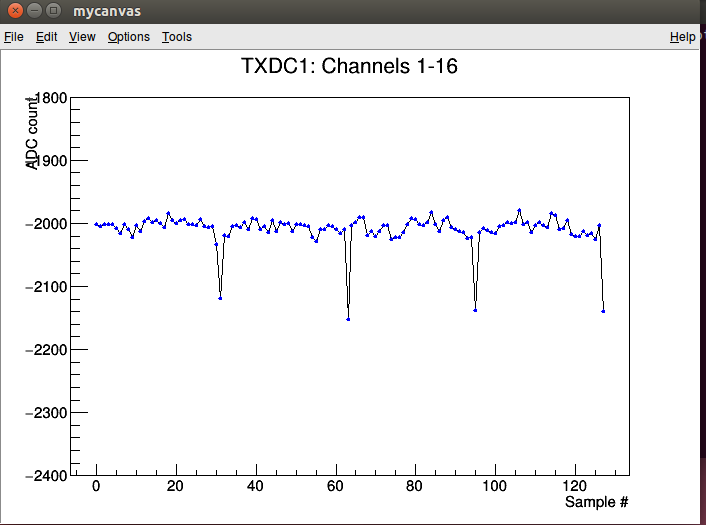 mycanvas
File Edit View Options Tools Help
TXDC1: Channels 1-16
ADC count
−1800
−1900
−2000
−2100
−2200
−2300
−2400
0 20 40 60 80 100 120
Sample #